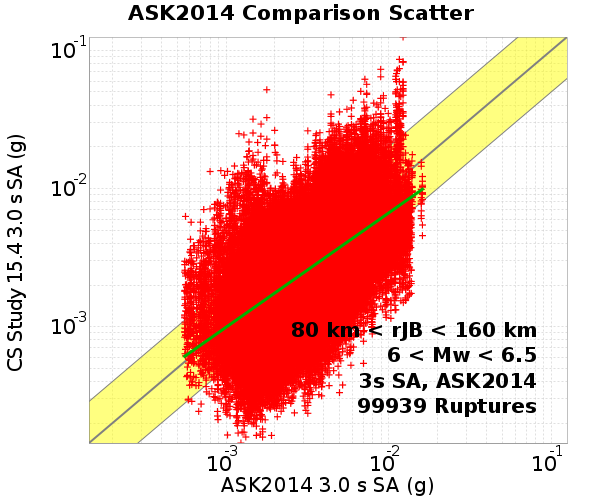 ASK2014 Comparison Scatter
CS Study 15.4 3.0 s SA (g)
10-1
10-2
10-3
80 km < rJB < 160 km
6 < Mw < 6.5
3s SA, ASK2014
99939 Ruptures
10-3 10-2 10-1
ASK2014 3.0 s SA (g)